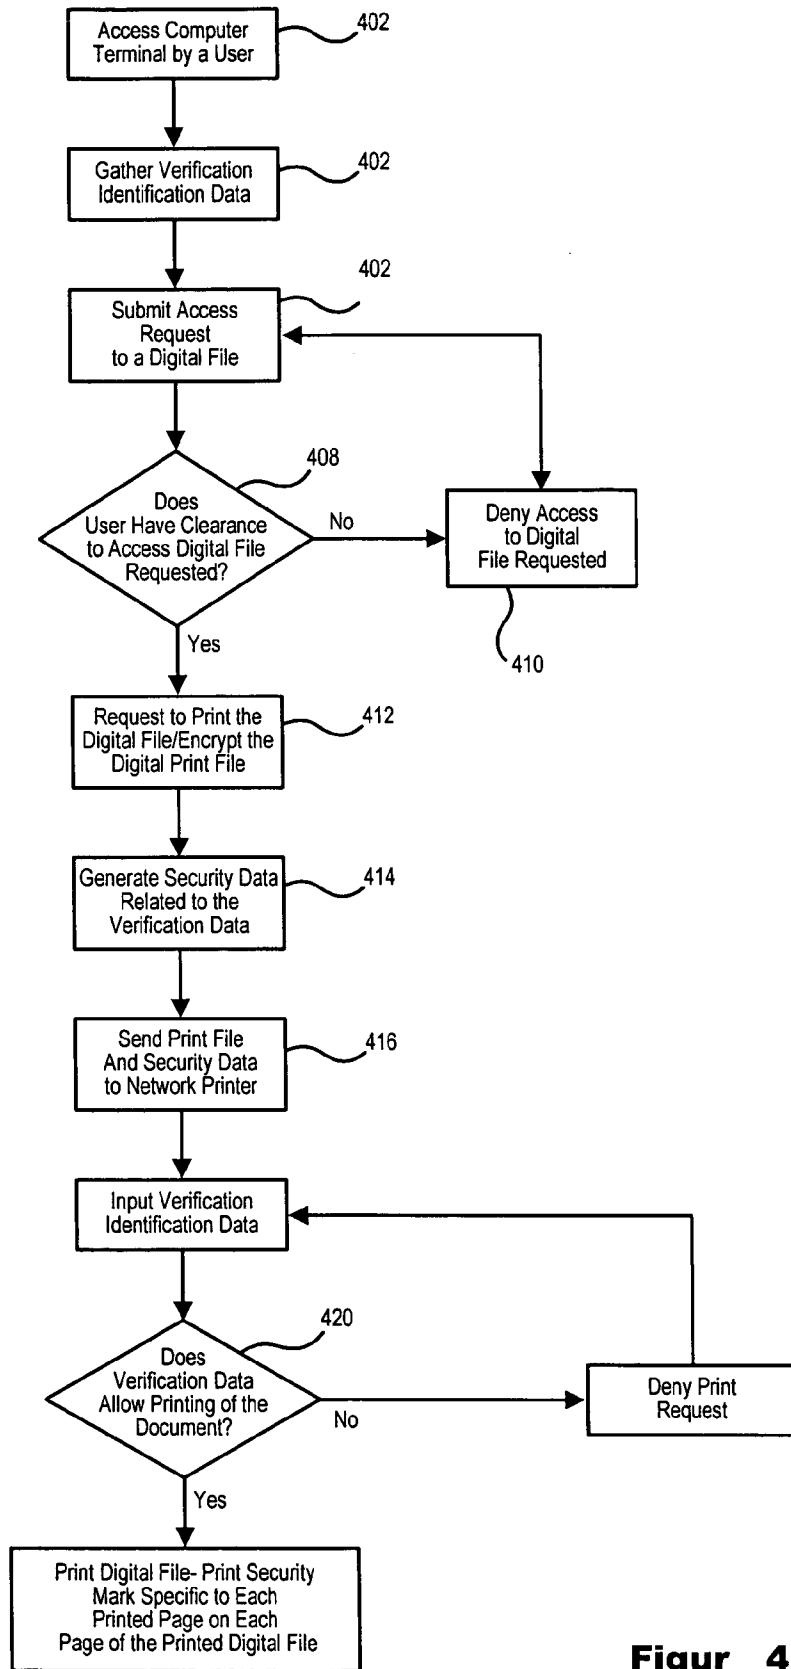 Access Computer
Terminal by a User
402
Gather Verification
Identification Data
402
Submit Access
Request
to a Digital File
402
Does
User Have Clearance
to Access Digital File
Requested?
408
No
Deny Access
to Digital
File Requested
410
Yes
Request to Print the
Digital File/Encrypt the
Digital Print File
412
Generate Security Data
Related to the
Verification Data
414
Send Print File
And Security Data
to Network Printer
416
Input Verification
Identification Data
Does
Verification Data
Allow Printing of the
Document?
420
No
Deny Print
Request
Yes
Print Digital File- Print Security
Mark Specific to Each
Printed Page on Each
Page of the Printed Digital File
Figur 4